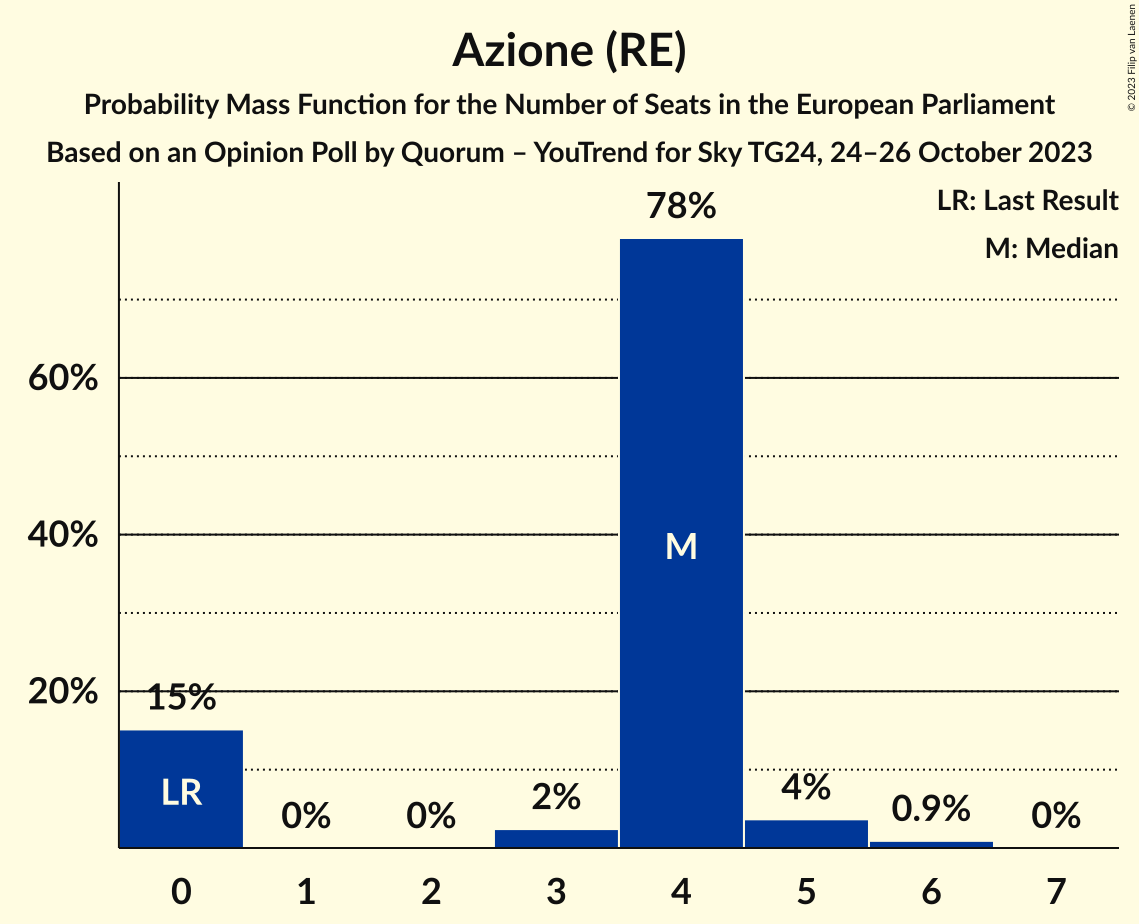 Azione (RE)
Probability Mass Function for the Number of Seats in the European Parliament
Based on an Opinion Poll by Quorum – YouTrend for Sky TG24, 24–26 October 2023
© 2023 Filip van Laenen
LR: Last Result
M: Median
78%
60%
40%
20%
M
15%
LR
0%
0%
2%
4%
0.9%
0%
0 1 2 3 4 5 6 7